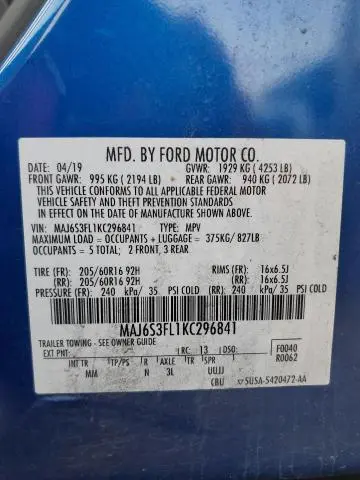 MFD. BY FORD MOTOR CO.
DATE: 04/19 GVWR: 1929 KG ( 4253 LB)
FRONT GAWR: 995 KG ( 2194 LB) REAR GAWR: 940 KG ( 2072 LB)
THIS VEHICLE CONFORMS TO ALL APPLICABLE FEDERAL MOTOR
VEHICLE SAFETY AND BUMPER AND THEFT PREVENTION STANDARDS
IN EFFECT ON THE DATE OF MANUFACTURE SHOWN ABOVE.
VIN: MAJ6S3FL1KC296841 TYPE: MPV
MAXIMUM LOAD = OCCUPANTS + LUGGAGE = 375KG/ 827LB
OCCUPANTS = 5 TOTAL; 2 FRONT, 3 REAR
TIRE (FR): 205/60R16 92H RIMS (FR): 16x6.5J
(RR): 205/60R16 92H (RR): 16x6.5J
PRESSURE (FR): 240 kPa/ 35 PSI COLD (RR): 240 kPa/ 35 PSI COLD
MAJ6S3FL1KC296841
TRAILER TOWING - SEE OWNER GUIDE
EXT PNT: RC: 13 DSO: F0040
INT TR TP/PS R AXLE TR SPR R0062
MM N 3L UUJJ
CBU 5U5A-5420472-AA